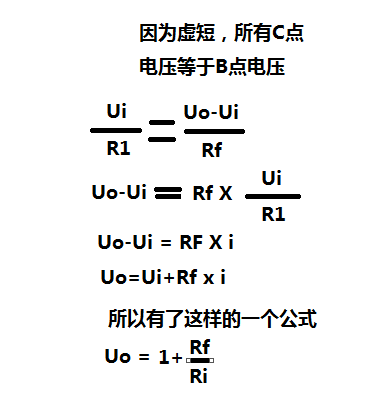 因为虚短，所有C点
电压等于B点电压
Ui/R1 = Uo-Ui/Rf
Uo-Ui = Rf X Ui/R1
Uo-Ui = RF X i
Uo=Ui+Rf x i
所以有了这样的一个公式
Uo = 1+Rf/Ri